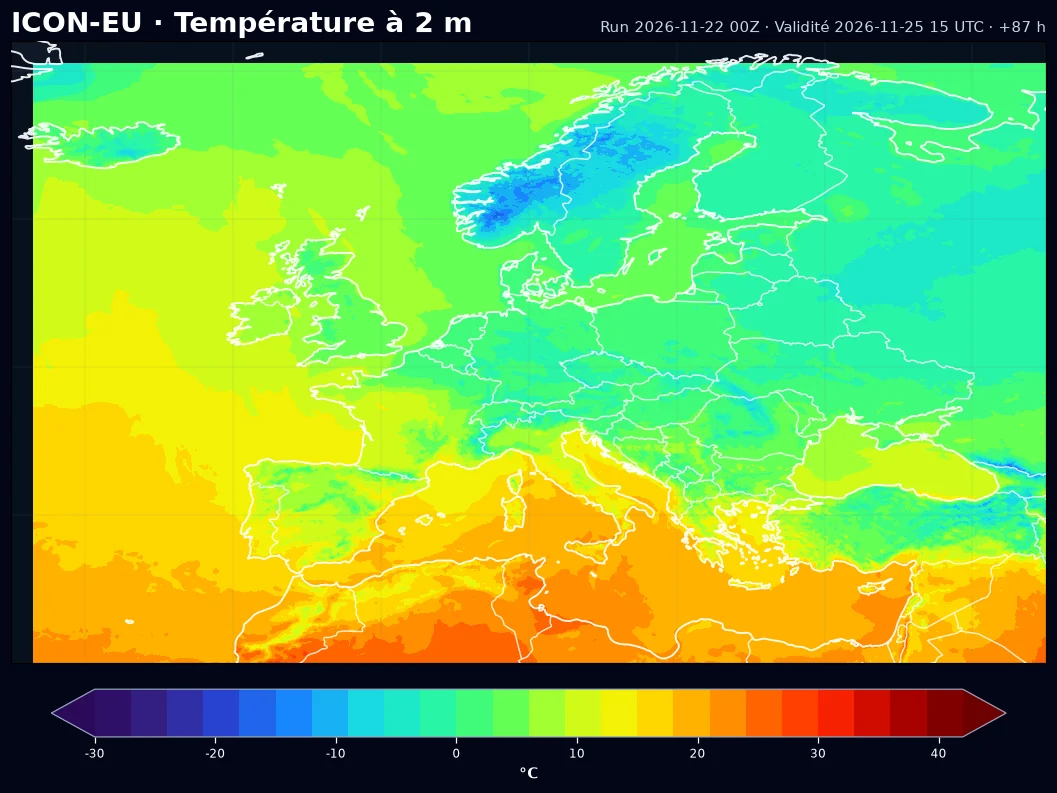 ICON-EU · Température à 2 m
Run 2026-11-22 00Z · Validité 2026-11-25 15 UTC · +87 h
-30 -20 -10 0 10 20 30 40
°C